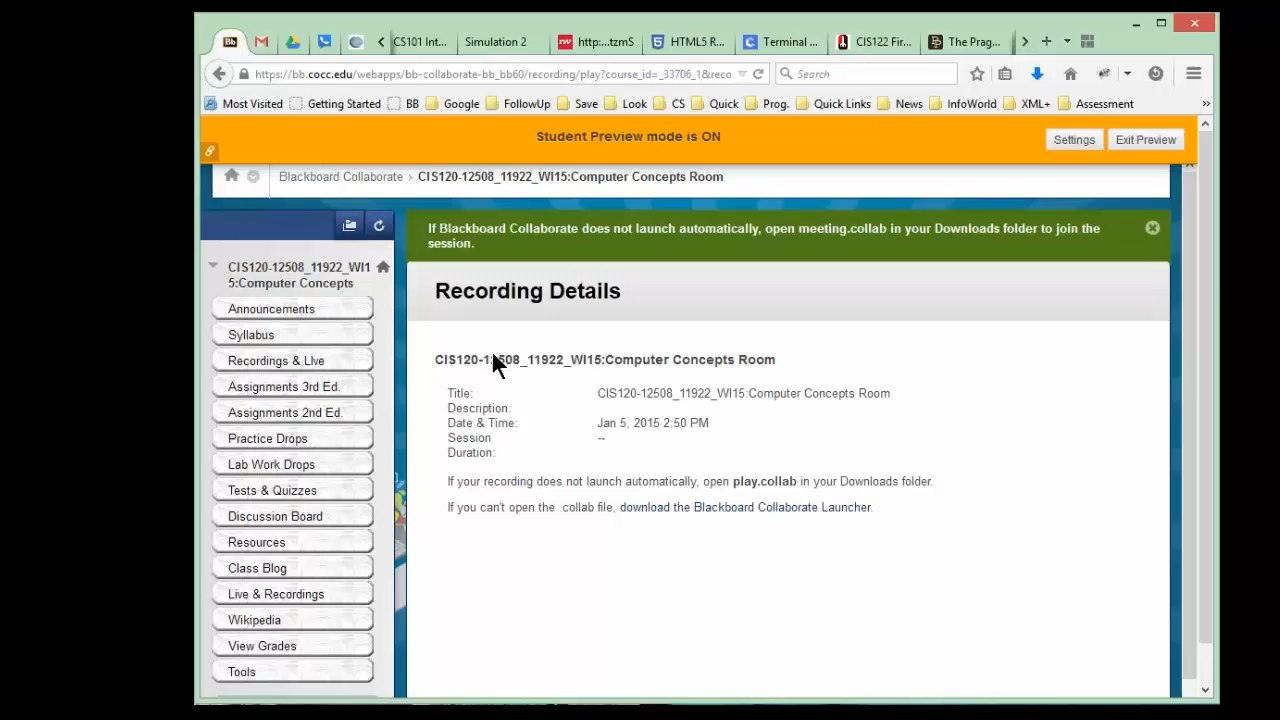 Bb
CIS101 Int...
Simulation 2
rw
http:...tzmS
HTML5 R...
Terminal ...
CIS122 Fir...
The Prag...
https://bb.cocc.edu/webapps/bb-collaborate-bb_bb60/recording/play?course_id=_33706_1&reco
Search
Most Visited
Getting Started
BB
Google
FollowUp
Save
Look
CS
Quick
Prog.
Quick Links
News
InfoWorld
XML+
Assessment
»
Student Preview mode is ON
Settings
Exit Preview
Blackboard Collaborate › CIS120-12508_11922_WI15:Computer Concepts Room
If Blackboard Collaborate does not launch automatically, open meeting.collab in your Downloads folder to join the
session.
CIS120-12508_11922_WI1
5:Computer Concepts
Announcements
Syllabus
Recordings & LIve
Assignments 3rd Ed.
Assignments 2nd Ed.
Practice Drops
Lab Work Drops
Tests & Quizzes
Discussion Board
Resources
Class Blog
Live & Recordings
Wikipedia
View Grades
Tools
Recording Details
CIS120-12508_11922_WI15:Computer Concepts Room
Title: CIS120-12508_11922_WI15:Computer Concepts Room
Description:
Date & Time: Jan 5, 2015 2:50 PM
Session --
Duration:
If your recording does not launch automatically, open play.collab in your Downloads folder.
If you can't open the .collab file, download the Blackboard Collaborate Launcher.